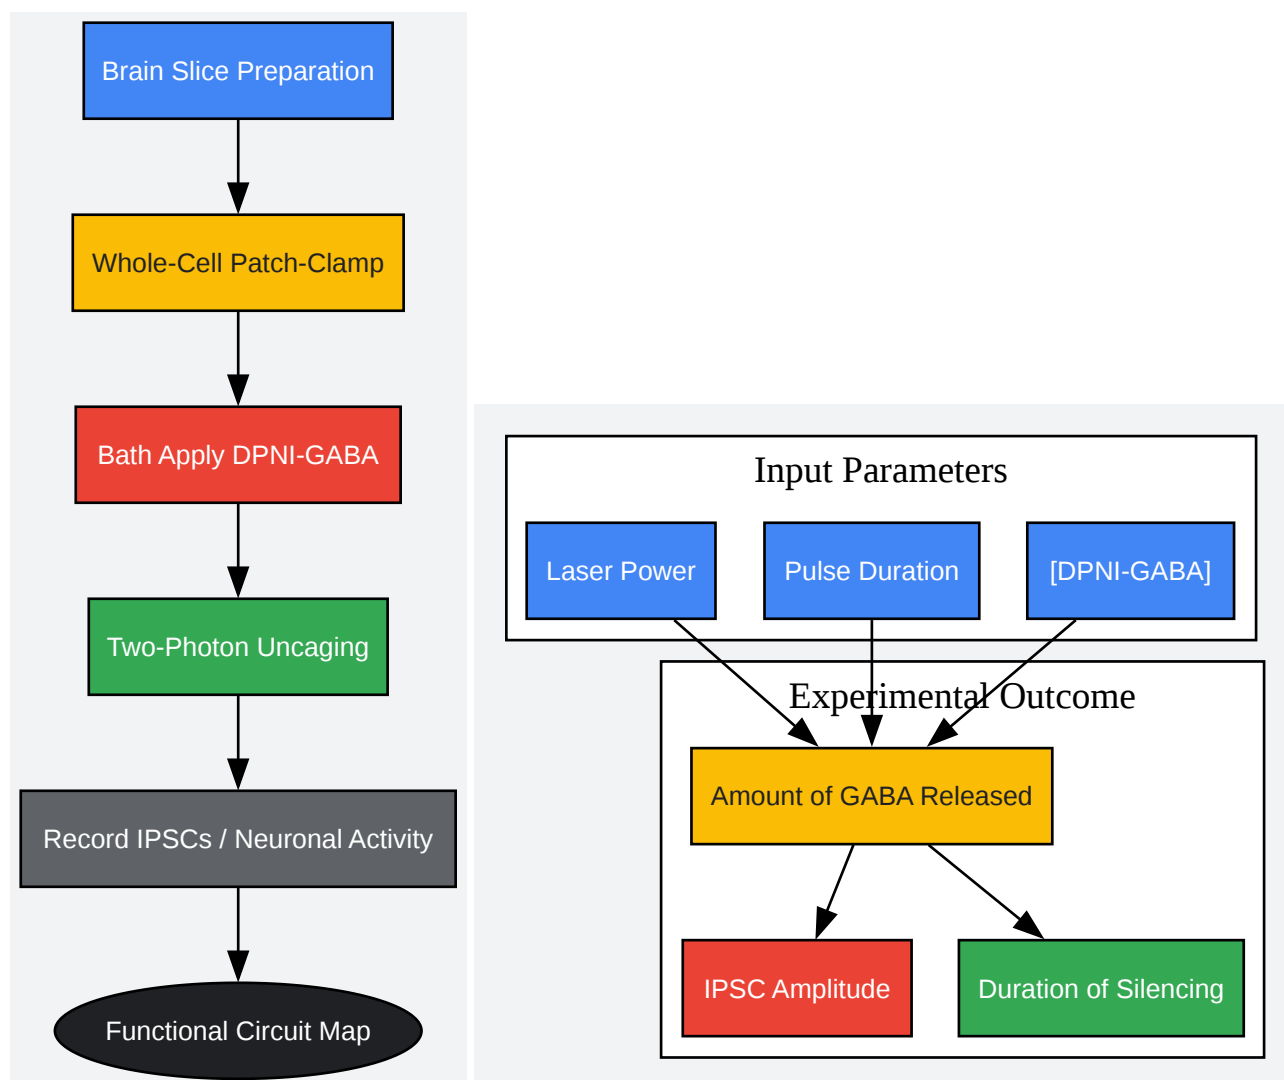 Brain Slice Preparation
Whole-Cell Patch-Clamp
Bath Apply DPNI-GABA
Two-Photon Uncaging
Record IPSCs / Neuronal Activity
Functional Circuit Map
Input Parameters
Laser Power
Pulse Duration
[DPNI-GABA]
Experimental Outcome
Amount of GABA Released
IPSC Amplitude
Duration of Silencing